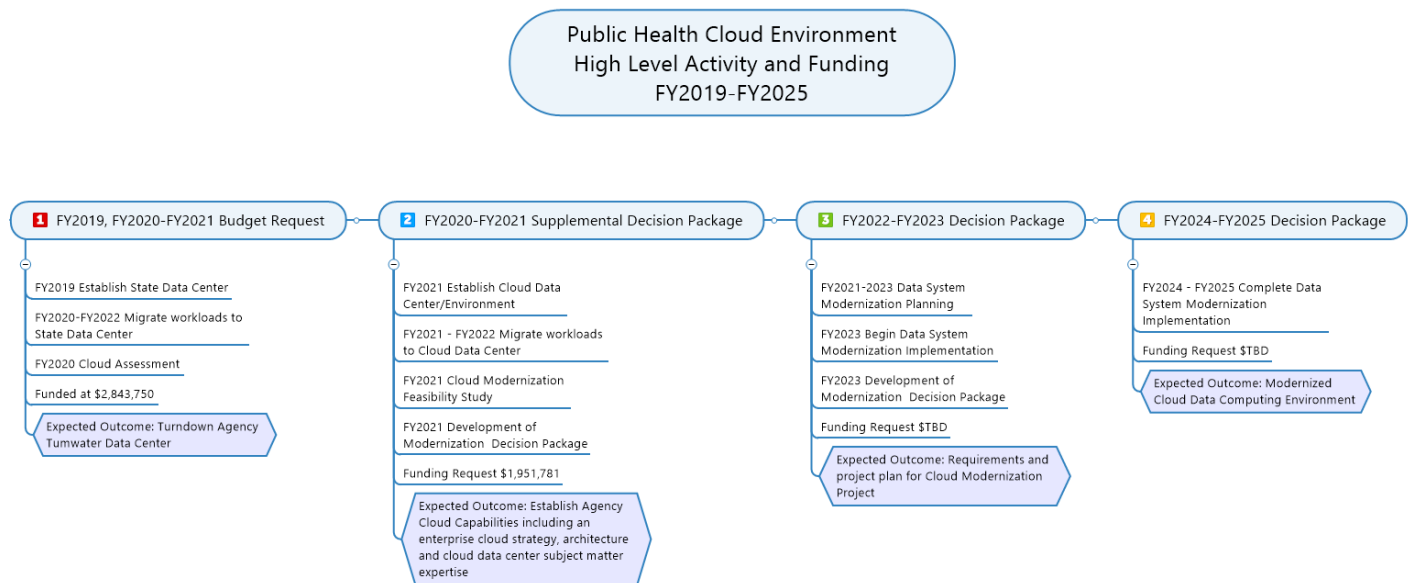 Public Health Cloud Environment
High Level Activity and Funding
FY2019-FY2025
1 FY2019, FY2020-FY2021 Budget Request
FY2019 Establish State Data Center
FY2020-FY2022 Migrate workloads to
State Data Center
FY2020 Cloud Assessment
Funded at $2,843,750
Expected Outcome: Turndown Agency
Tumwater Data Center
2 FY2020-FY2021 Supplemental Decision Package
FY2021 Establish Cloud Data
Center/Environment
FY2021 - FY2022 Migrate workloads
to Cloud Data Center
FY2021 Cloud Modernization
Feasibility Study
FY2021 Development of
Modernization Decision Package
Funding Request $1,951,781
Expected Outcome: Establish Agency
Cloud Capabilities including an
enterprise cloud strategy, architecture
and cloud data center subject matter
expertise
3 FY2022-FY2023 Decision Package
FY2021-2023 Data System
Modernization Planning
FY2023 Begin Data System
Modernization Implementation
FY2023 Development of
Modernization Decision Package
Funding Request $TBD
Expected Outcome: Requirements and
project plan for Cloud Modernization
Project
4 FY2024-FY2025 Decision Package
FY2024 - FY2025 Complete Data
System Modernization
Implementation
Funding Request $TBD
Expected Outcome: Modernized
Cloud Data Computing Environment